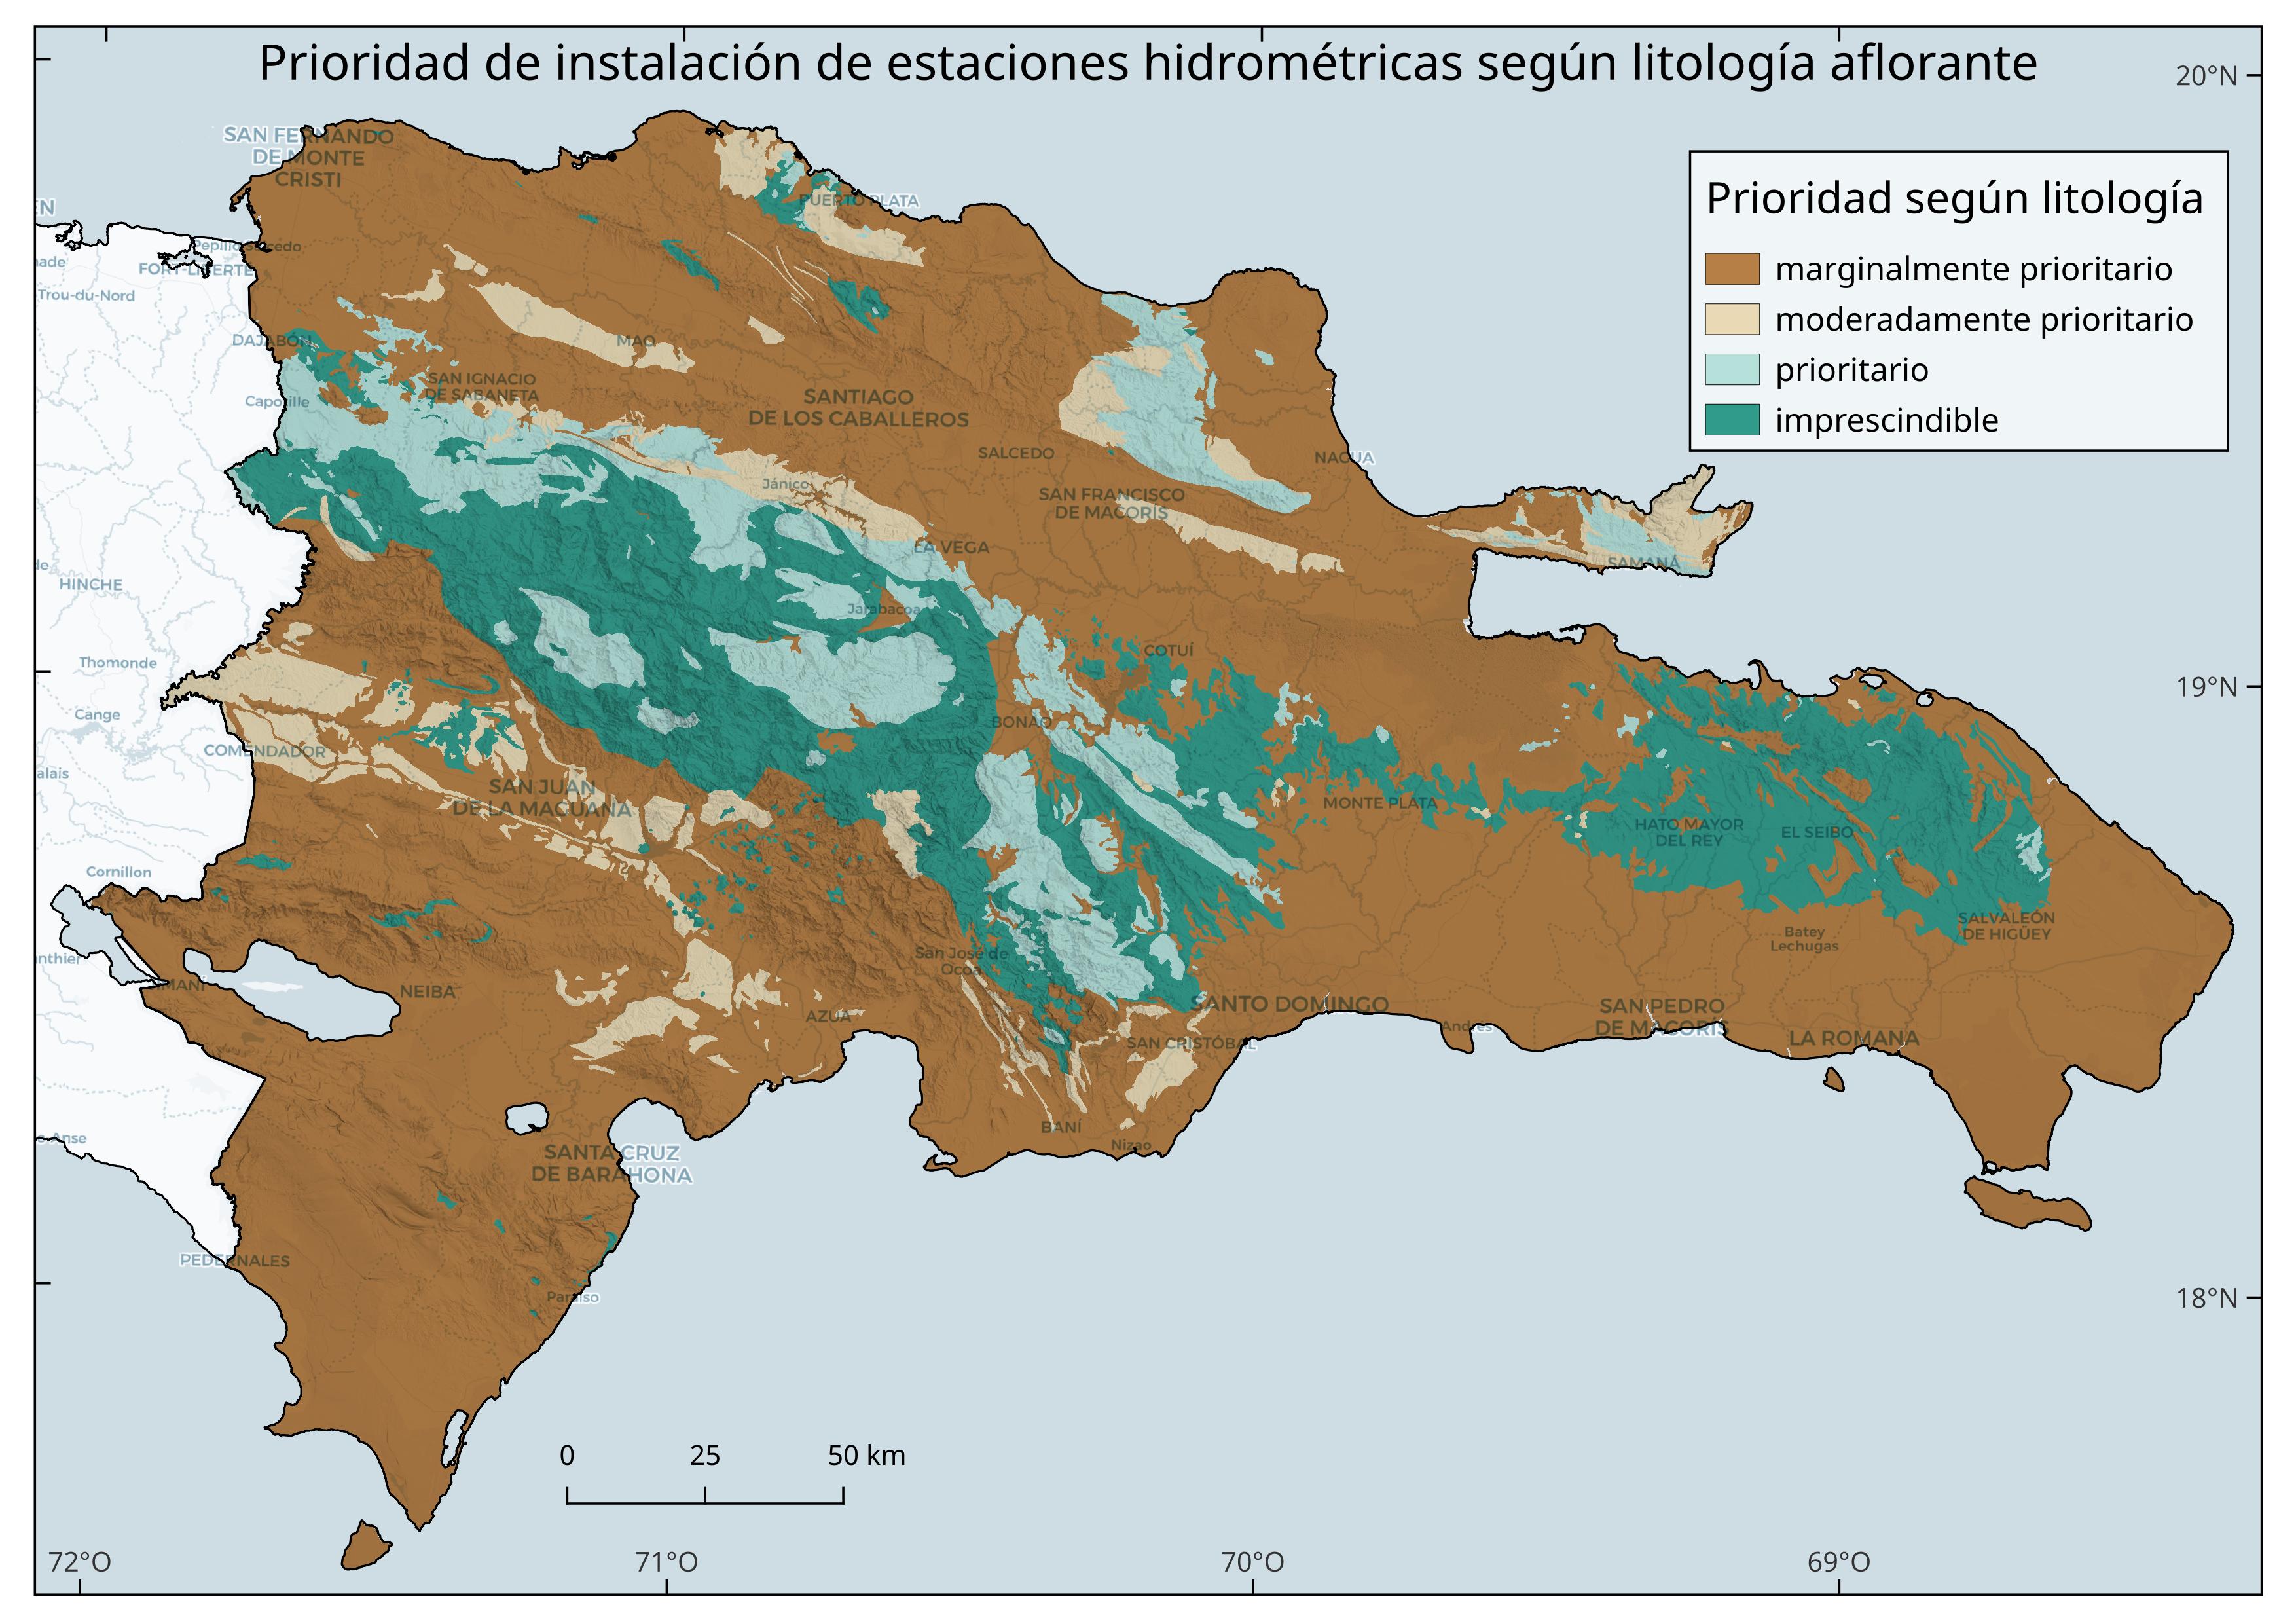 Prioridad de instalación de estaciones hidrométricas según litología aflorante
20°N
Prioridad según litología
marginalmente prioritario
moderadamente prioritario
prioritario
imprescindible
SAN FERNANDO
DE MONTE
CRISTI
PUERTO PLATA
Pepillo Salcedo
FORT-LIBERTÉ
Trou-du-Nord
DAJABÓN
MAO
SAN IGNACIO
DE SABANETA
Capotille
SANTIAGO
DE LOS CABALLEROS
SALCEDO
NAGUA
Jánico
SAN FRANCISCO
DE MACORÍS
LA VEGA
SAMANÁ
HINCHE
Jarabacoa
COTUÍ
Thomonde
19°N
Cange
BONAO
COMENDADOR
SAN JUAN
DE LA MAGUANA
MONTE PLATA
HATO MAYOR
DEL REY
EL SEIBO
Cornillon
SALVALEÓN
DE HIGÜEY
Batey
Lechugas
San José de
Ocoa
NEIBA
AZUA
SANTO DOMINGO
SAN PEDRO
DE MACORÍS
Andrés
LA ROMANA
SAN CRISTÓBAL
BANÍ
Nizao
SANTA CRUZ
DE BARAHONA
PEDERNALES
Paraíso
18°N
0 25 50 km
72°O 71°O 70°O 69°O